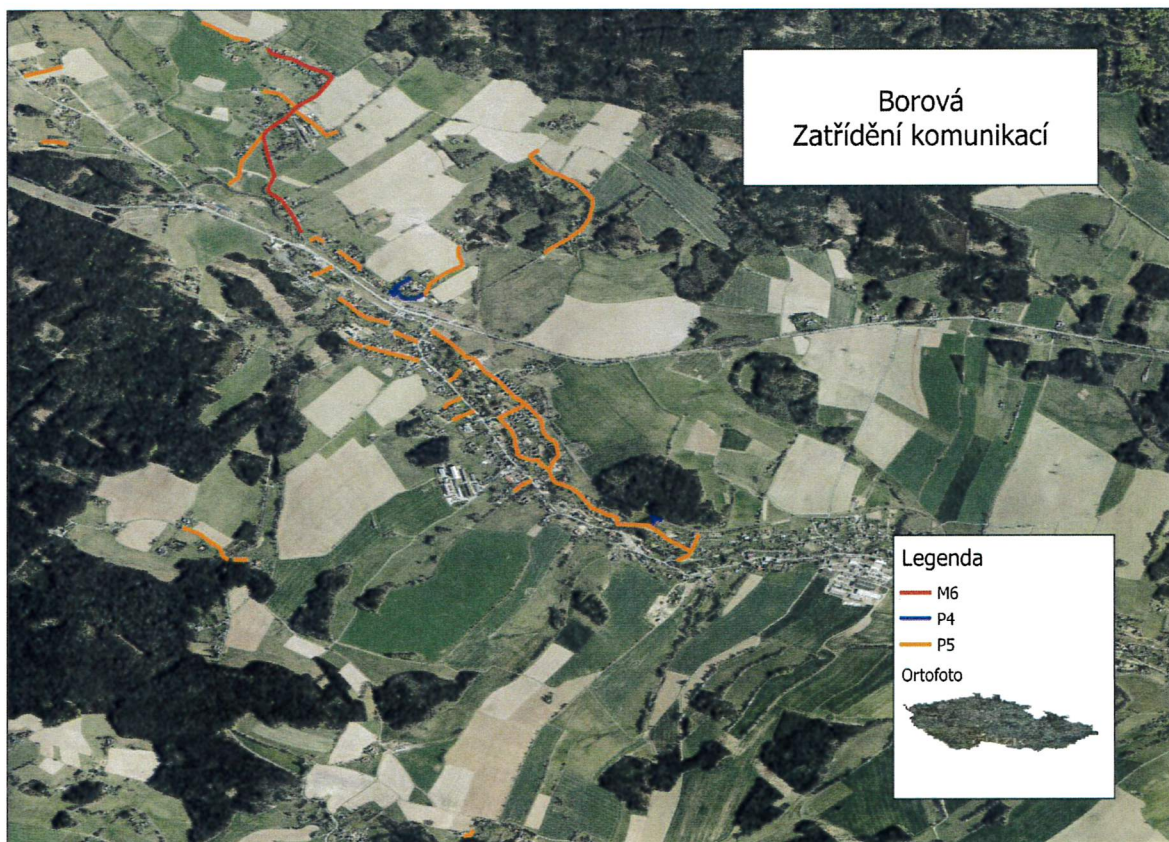 Borová
Zatřídění komunikací
Legenda
M6
P4
P5
Ortofoto